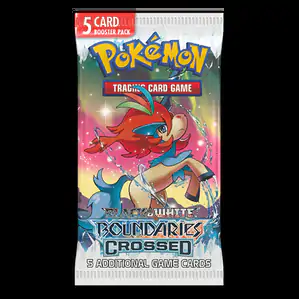 5 CARD
BOOSTER PACK
POKéMON
TRADING CARD GAME
BLACK & WHITE
BOUNDARIES
CROSSED
5 ADDITIONAL GAME CARDS